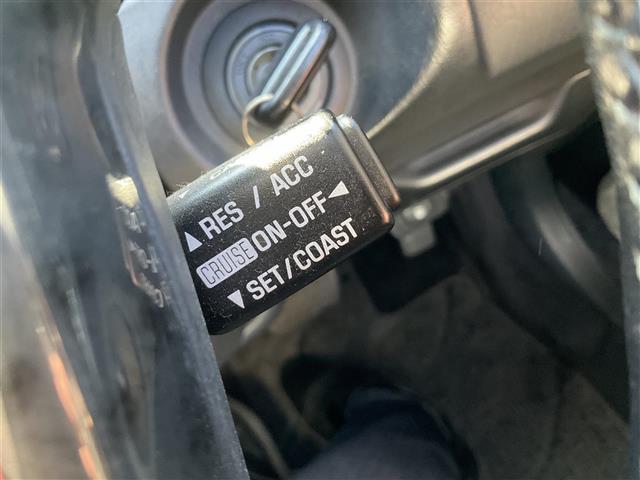 ▲RES / ACC
CRUISE ON-OFF◄
▼SET/COAST